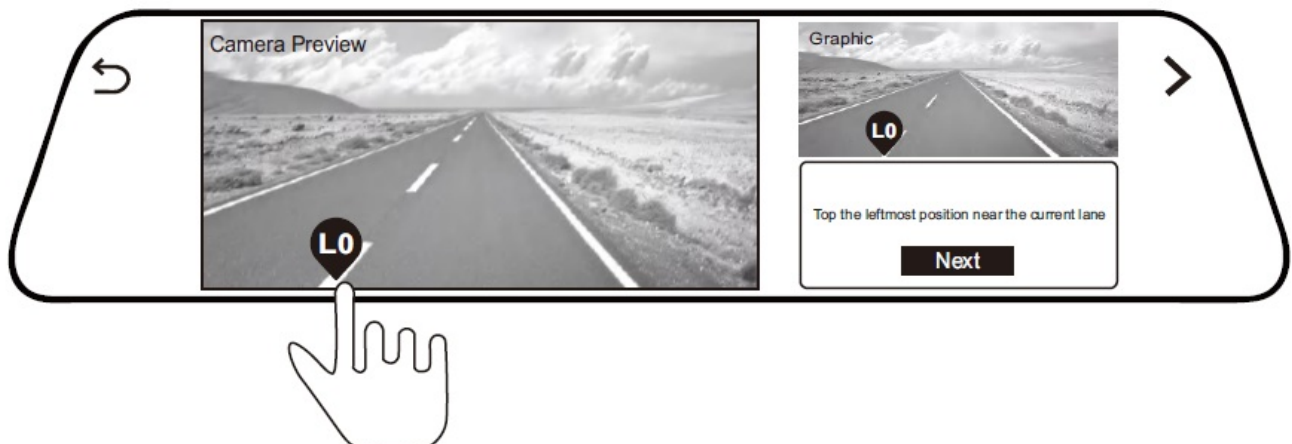 Camera Preview
L0
Graphic
L0
Top the leftmost position near the current lane
Next